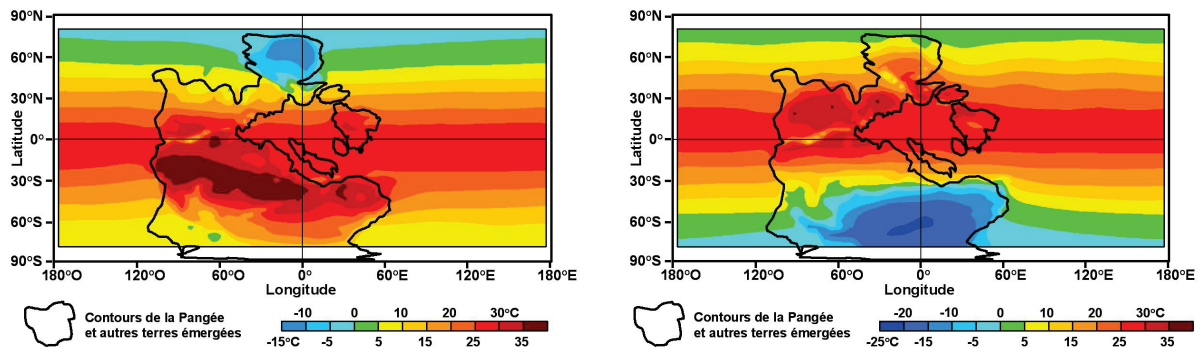 90°N
60°N
30°N
0°
30°S
60°S
90°S
Latitude
180°O 120°O 60°O 0° 60°E 120°E 180°E
Longitude
Contours de la Pangée
et autres terres émergées
-10 0 10 20 30°C
-15°C -5 5 15 25 35
90°N
60°N
30°N
0°
30°S
60°S
90°S
Latitude
180°O 120°O 60°O 0° 60°E 120°E 180°E
Longitude
Contours de la Pangée
et autres terres émergées
-20 -10 0 10 20 30°C
-25°C -15 -5 5 15 25 35